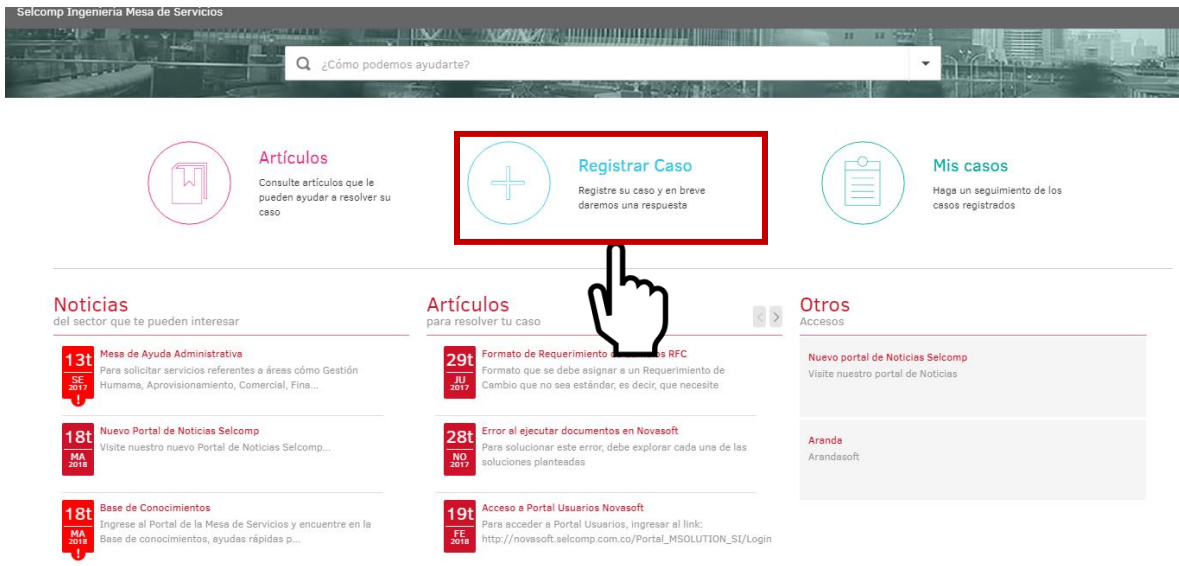 Selcomp Ingeniería Mesa de Servicios
¿Cómo podemos ayudarte?
Artículos
Consulte artículos que le
pueden ayudar a resolver su
caso
Registrar Caso
Registre su caso y en breve
daremos una respuesta
Mis casos
Haga un seguimiento de los
casos registrados
Noticias
del sector que te pueden interesar
13t
SE
2017
!
Mesa de Ayuda Administrativa
Para solicitar servicios referentes a áreas cómo Gestión
Humama, Aprovisionamiento, Comercial, Fina...
18t
MA
2018
Nuevo Portal de Noticias Selcomp
Visite nuestro nuevo Portal de Noticias Selcomp...
18t
MA
2018
!
Base de Conocimientos
Ingrese al Portal de la Mesa de Servicios y encuentre en la
Base de conocimientos, ayudas rápidas p...
Artículos
para resolver tu caso
< >
29t
JU
2017
Formato de Requerimiento RFC
Formato que se debe asignar a un Requerimiento de
Cambio que no sea estándar, es decir, que necesite
28t
NO
2017
Error al ejecutar documentos en Novasoft
Para solucionar este error, debe explorar cada una de las
soluciones planteadas
19t
FE
2018
Acceso a Portal Usuarios Novasoft
Para acceder a Portal Usuarios, ingresar al link:
http://novasoft.selcomp.com.co/Portal_MSOLUTION_SI/Login
Otros
Accesos
Nuevo portal de Noticias Selcomp
Visite nuestro portal de Noticias
Aranda
Arandasoft